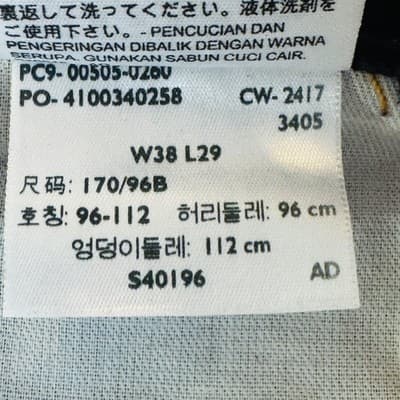 裏返して洗ってください。液体洗剤を
ご使用下さい。- PENCUCIAN DAN
PENGERINGAN DIBALIK DENGAN WARNA
SERUPA. GUNAKAN SABUN CUCI CAIR.
PC9- 00505-0260
PO- 4100340258 CW- 2417
3405
W38 L29
尺码: 170/96B
호칭: 96-112 허리둘레: 96 cm
엉덩이둘레: 112 cm
S40196 AD